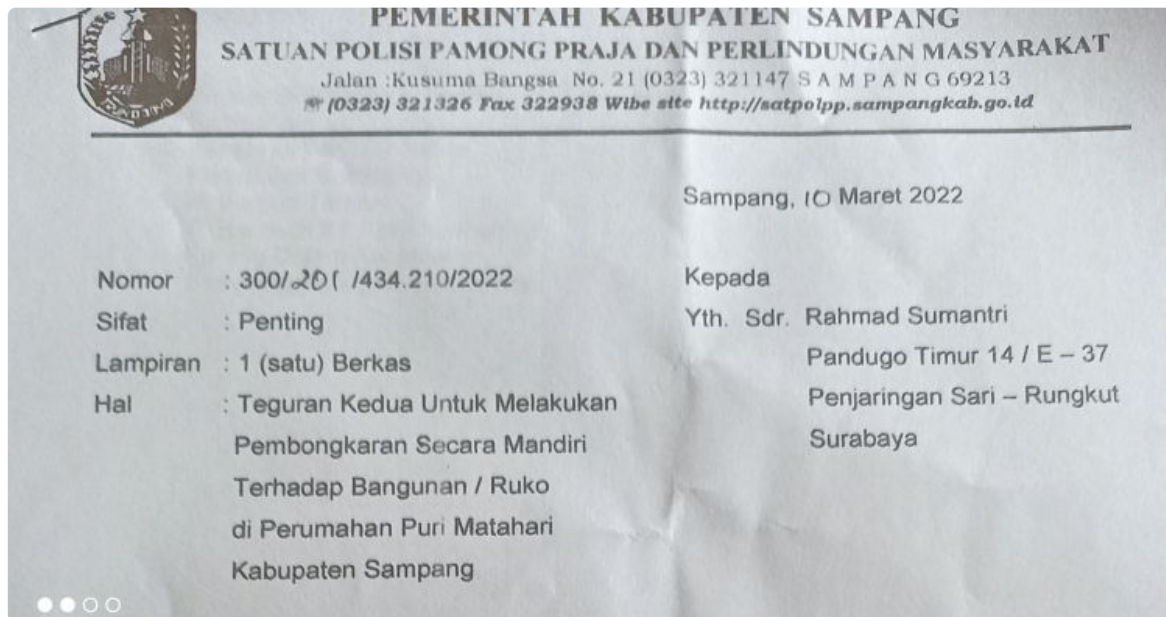 PEMERINTAH KABUPATEN SAMPANG
SATUAN POLISI PAMONG PRAJA DAN PERLINDUNGAN MASYARAKAT
Jalan :Kusuma Bangsa No. 21 (0323) 321147 S A M P A N G 69213
(0323) 321326 Fax 322938 Wibe site http://satpolpp.sampangkab.go.id
Sampang, 10 Maret 2022
Nomor : 300/201 /434.210/2022
Sifat : Penting
Lampiran : 1 (satu) Berkas
Hal : Teguran Kedua Untuk Melakukan
Pembongkaran Secara Mandiri
Terhadap Bangunan / Ruko
di Perumahan Puri Matahari
Kabupaten Sampang
Kepada
Yth. Sdr. Rahmad Sumantri
Pandugo Timur 14 / E – 37
Penjaringan Sari – Rungkut
Surabaya